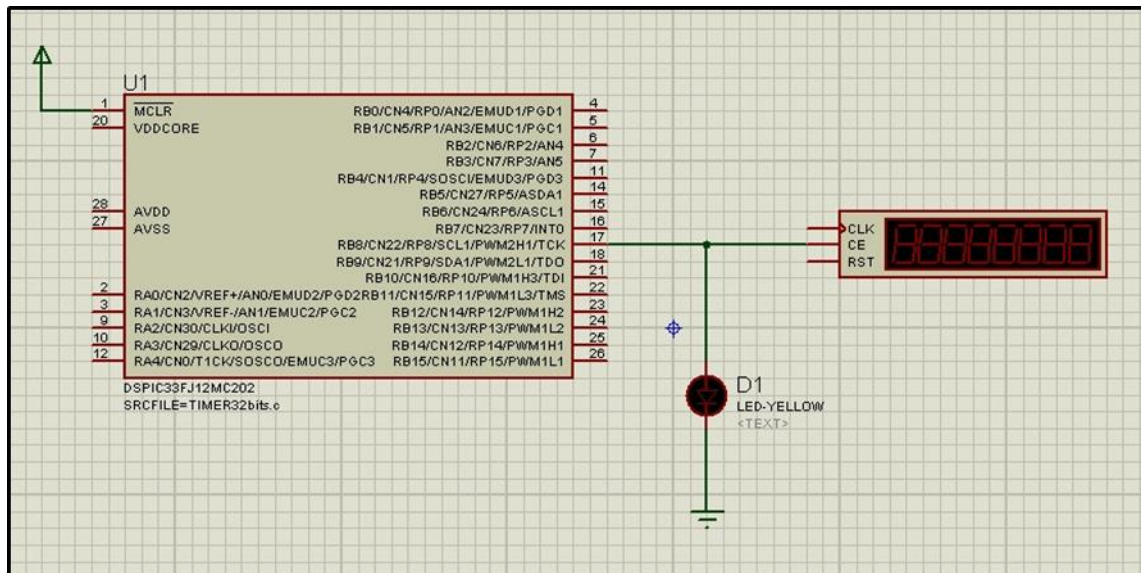 U1
1 MCLR
20 VDDCORE
28 AVDD
27 AVSS
2 RA0/CN2/VREF+/AN0/EMUD2/PGD2
3 RA1/CN3/VREF-/AN1/EMUC2/PGC2
9 RA2/CN30/CLKI/OSCI
10 RA3/CN29/CLKO/OSCO
12 RA4/CN0/T1CK/SOSCO/EMUC3/PGC3
RB0/CN4/RP0/AN2/EMUD1/PGD1 4
RB1/CN5/RP1/AN3/EMUC1/PGC1 5
RB2/CN6/RP2/AN4 6
RB3/CN7/RP3/AN5 7
RB4/CN1/RP4/SOSCI/EMUD3/PGD3 11
RB5/CN27/RP5/ASDA1 14
RB6/CN24/RP6/ASCL1 15
RB7/CN23/RP7/INT0 16
RB8/CN22/RP8/SCL1/PWM2H1/TCK 17
RB9/CN21/RP9/SDA1/PWM2L1/TDO 18
RB10/CN16/RP10/PWM1H3/TDI 21
RB11/CN15/RP11/PWM1L3/TMS 22
RB12/CN14/RP12/PWM1H2 23
RB13/CN13/RP13/PWM1L2 24
RB14/CN12/RP14/PWM1H1 25
RB15/CN11/RP15/PWM1L1 26
DSPIC33FJ12MC202
SRCFILE=TIMER32bits.c
CLK
CE
RST
D1
LED-YELLOW
<TEXT>